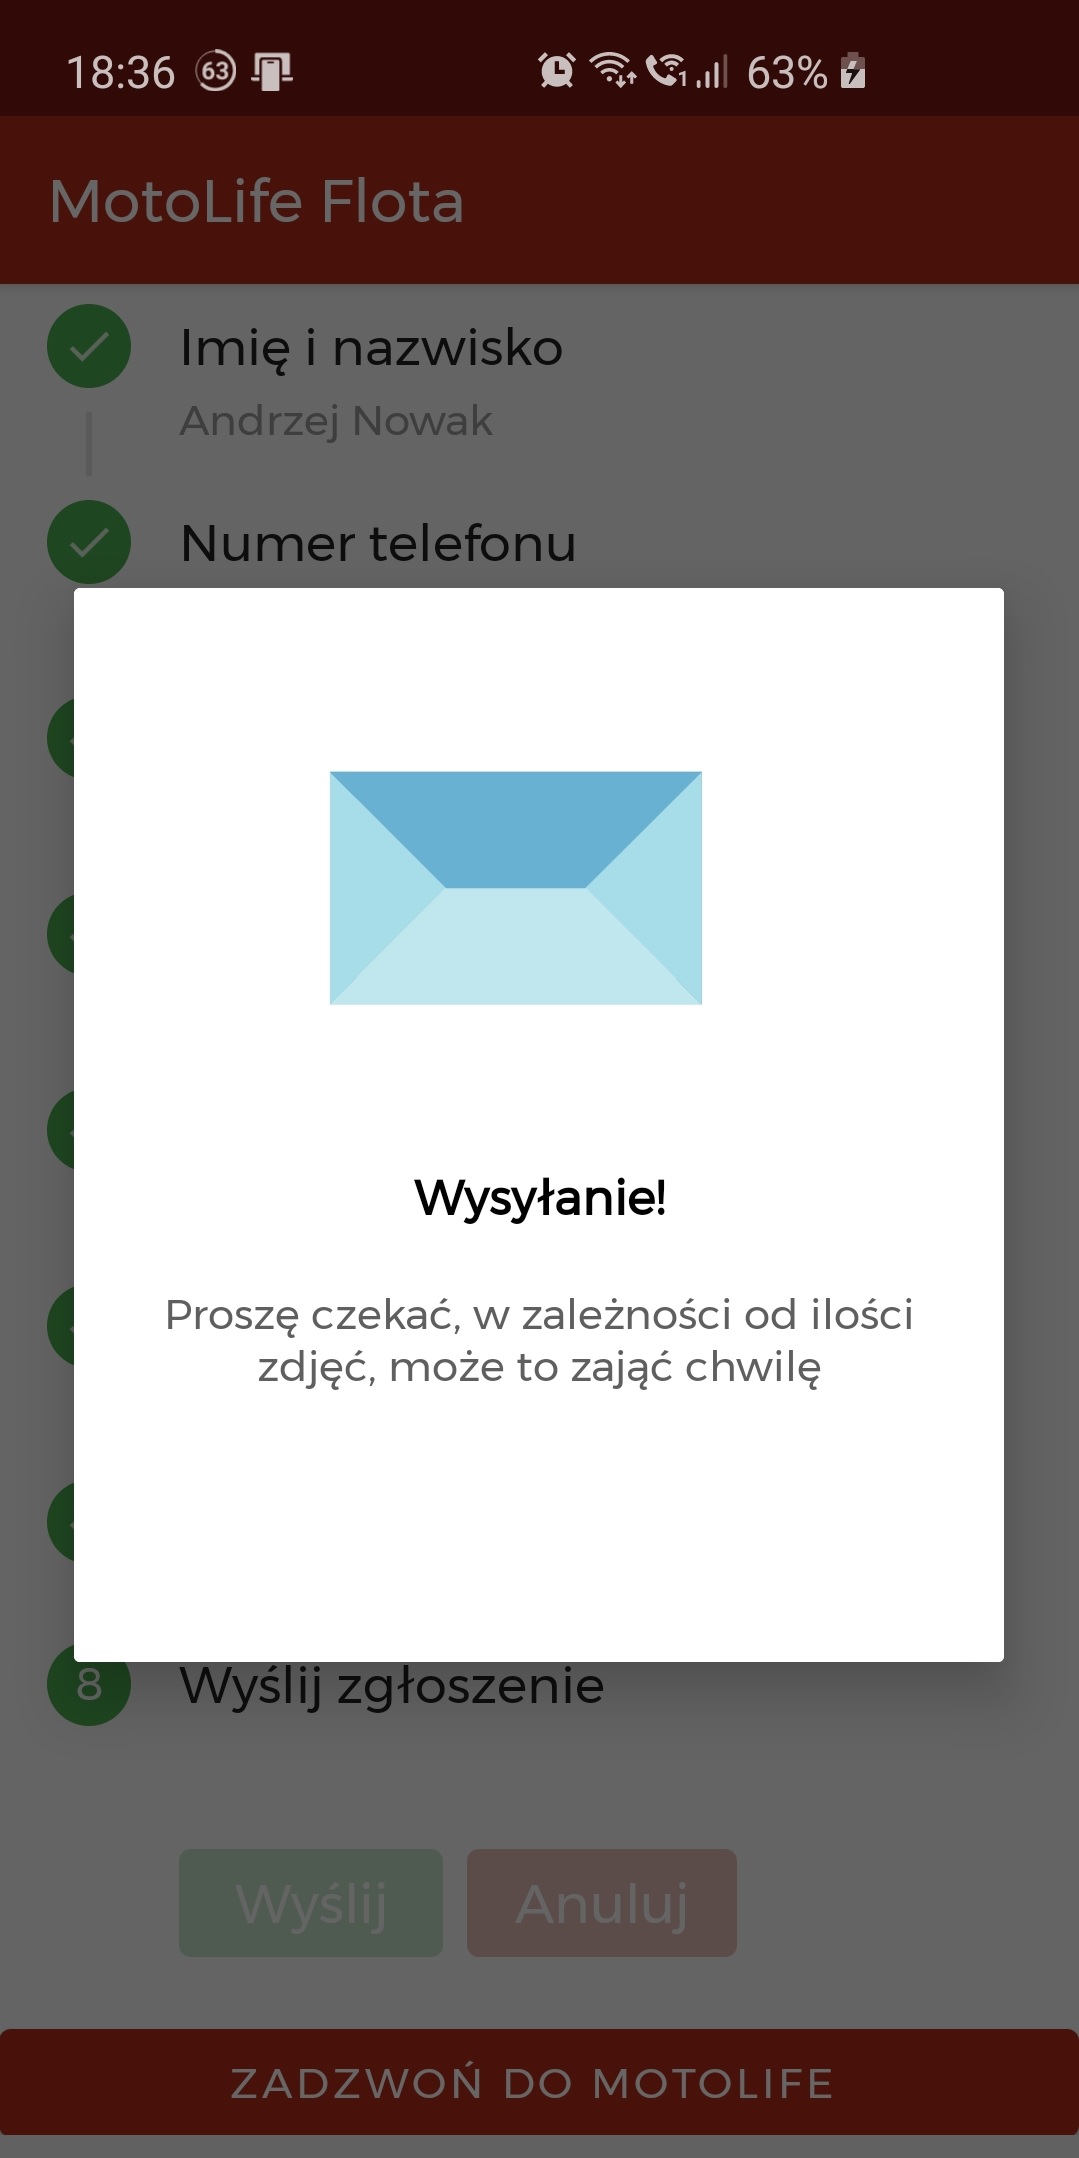 18:36 63 1 63%
MotoLife Flota
Imię i nazwisko
Andrzej Nowak
Numer telefonu
Wysyłanie!
Proszę czekać, w zależności od ilości
zdjęć, może to zająć chwilę
8 Wyślij zgłoszenie
Wyślij Anuluj
ZADZWOŃ DO MOTOLIFE